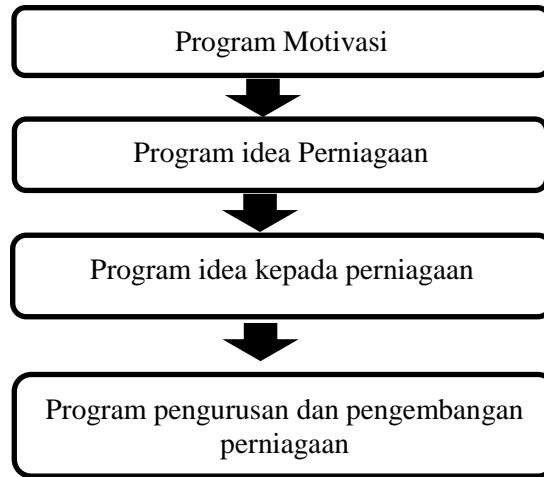 Program Motivasi
Program idea Perniagaan
Program idea kepada perniagaan
Program pengurusan dan pengembangan
perniagaan